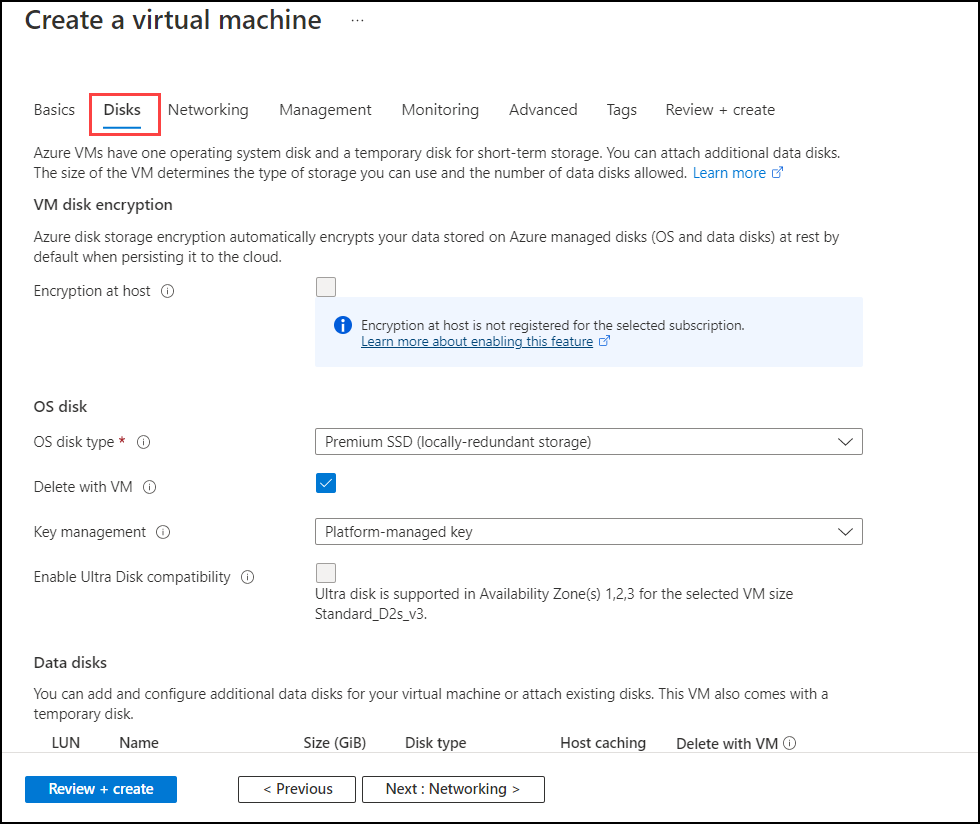 Create a virtual machine ...
Basics Disks Networking Management Monitoring Advanced Tags Review + create
Azure VMs have one operating system disk and a temporary disk for short-term storage. You can attach additional data disks.
The size of the VM determines the type of storage you can use and the number of data disks allowed. Learn more
VM disk encryption
Azure disk storage encryption automatically encrypts your data stored on Azure managed disks (OS and data disks) at rest by
default when persisting it to the cloud.
Encryption at host
Encryption at host is not registered for the selected subscription.
Learn more about enabling this feature
OS disk
OS disk type * Premium SSD (locally-redundant storage)
Delete with VM
Key management Platform-managed key
Enable Ultra Disk compatibility
Ultra disk is supported in Availability Zone(s) 1,2,3 for the selected VM size
Standard_D2s_v3.
Data disks
You can add and configure additional data disks for your virtual machine or attach existing disks. This VM also comes with a
temporary disk.
LUN Name Size (GiB) Disk type Host caching Delete with VM
Review + create < Previous Next : Networking >